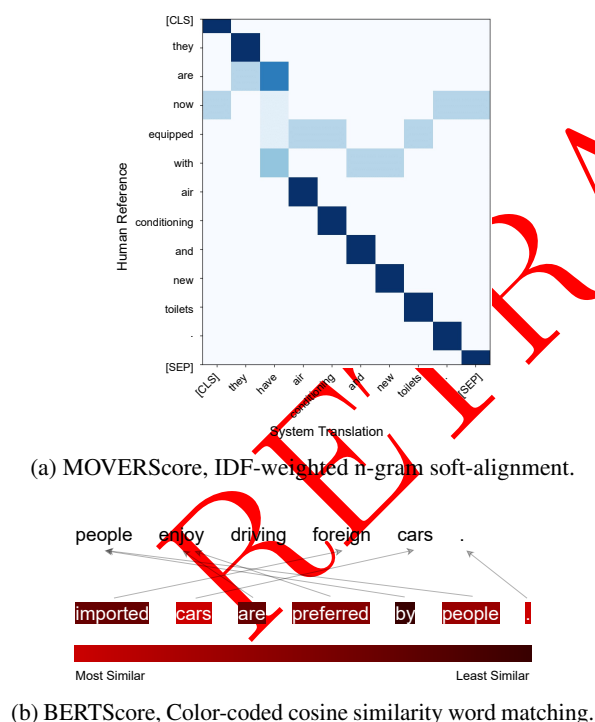 [CLS]
they
are
now
equipped
with
air
conditioning
and
new
toilets
.
[SEP]
Human Reference
[CLS] they have air conditioning and new toilets . [SEP]
System Translation
(a) MOVERScore, IDF-weighted n-gram soft-alignment.
people enjoy driving foreign cars .
imported cars are preferred by people .
Most Similar Least Similar
(b) BERTScore, Color-coded cosine similarity word matching.
RETRA